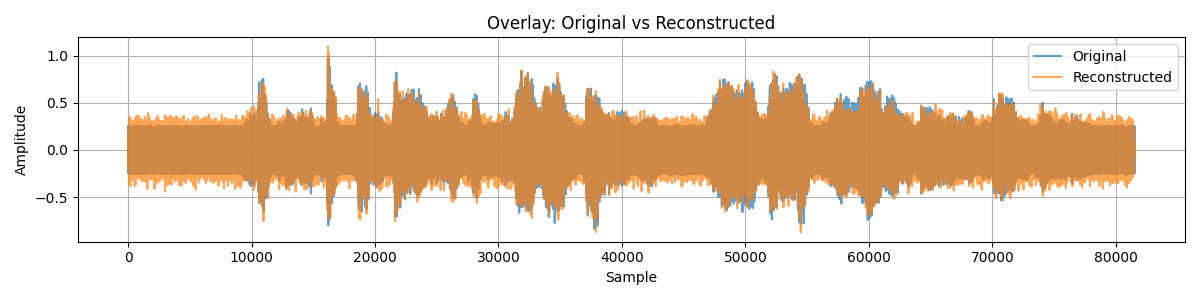 Overlay: Original vs Reconstructed
Original
Reconstructed
Amplitude
1.0
0.5
0.0
−0.5
0 10000 20000 30000 40000 50000 60000 70000 80000
Sample